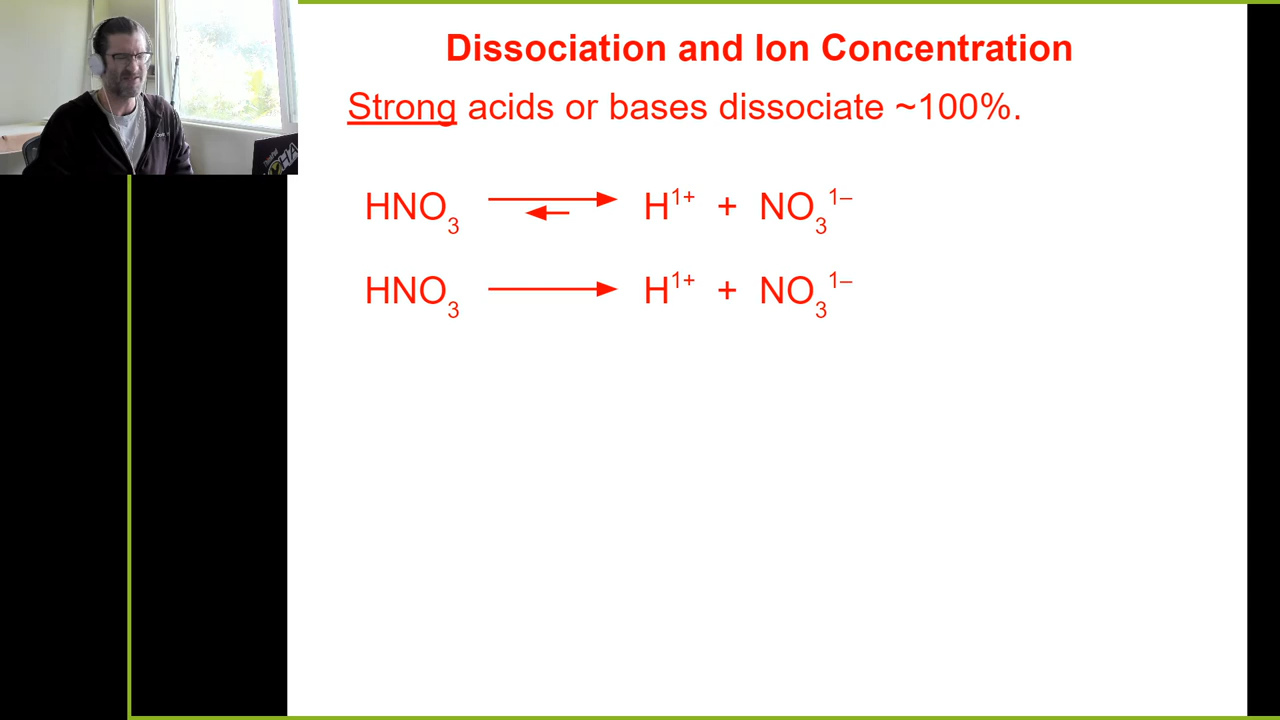 Dissociation and Ion Concentration
Strong acids or bases dissociate ~100%.
HNO₃ ⟶ H¹⁺ + NO₃¹⁻
HNO₃ ⟶ H¹⁺ + NO₃¹⁻